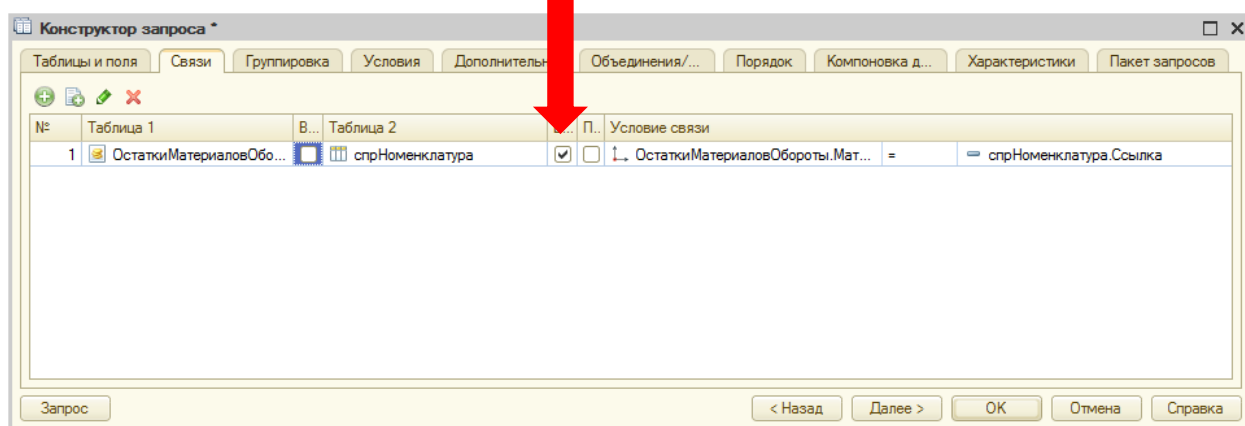 Конструктор запроса *
Таблицы и поля Связи Группировка Условия Дополнительн Объединения/... Порядок Компоновка д... Характеристики Пакет запросов
№ Таблица 1 В... Таблица 2 П.. Условие связи
1 ОстаткиМатериаловОбо... спрНоменклатура ОстаткиМатериаловОбороты.Мат... = спрНоменклатура.Ссылка
Запрос < Назад Далее > OK Отмена Справка